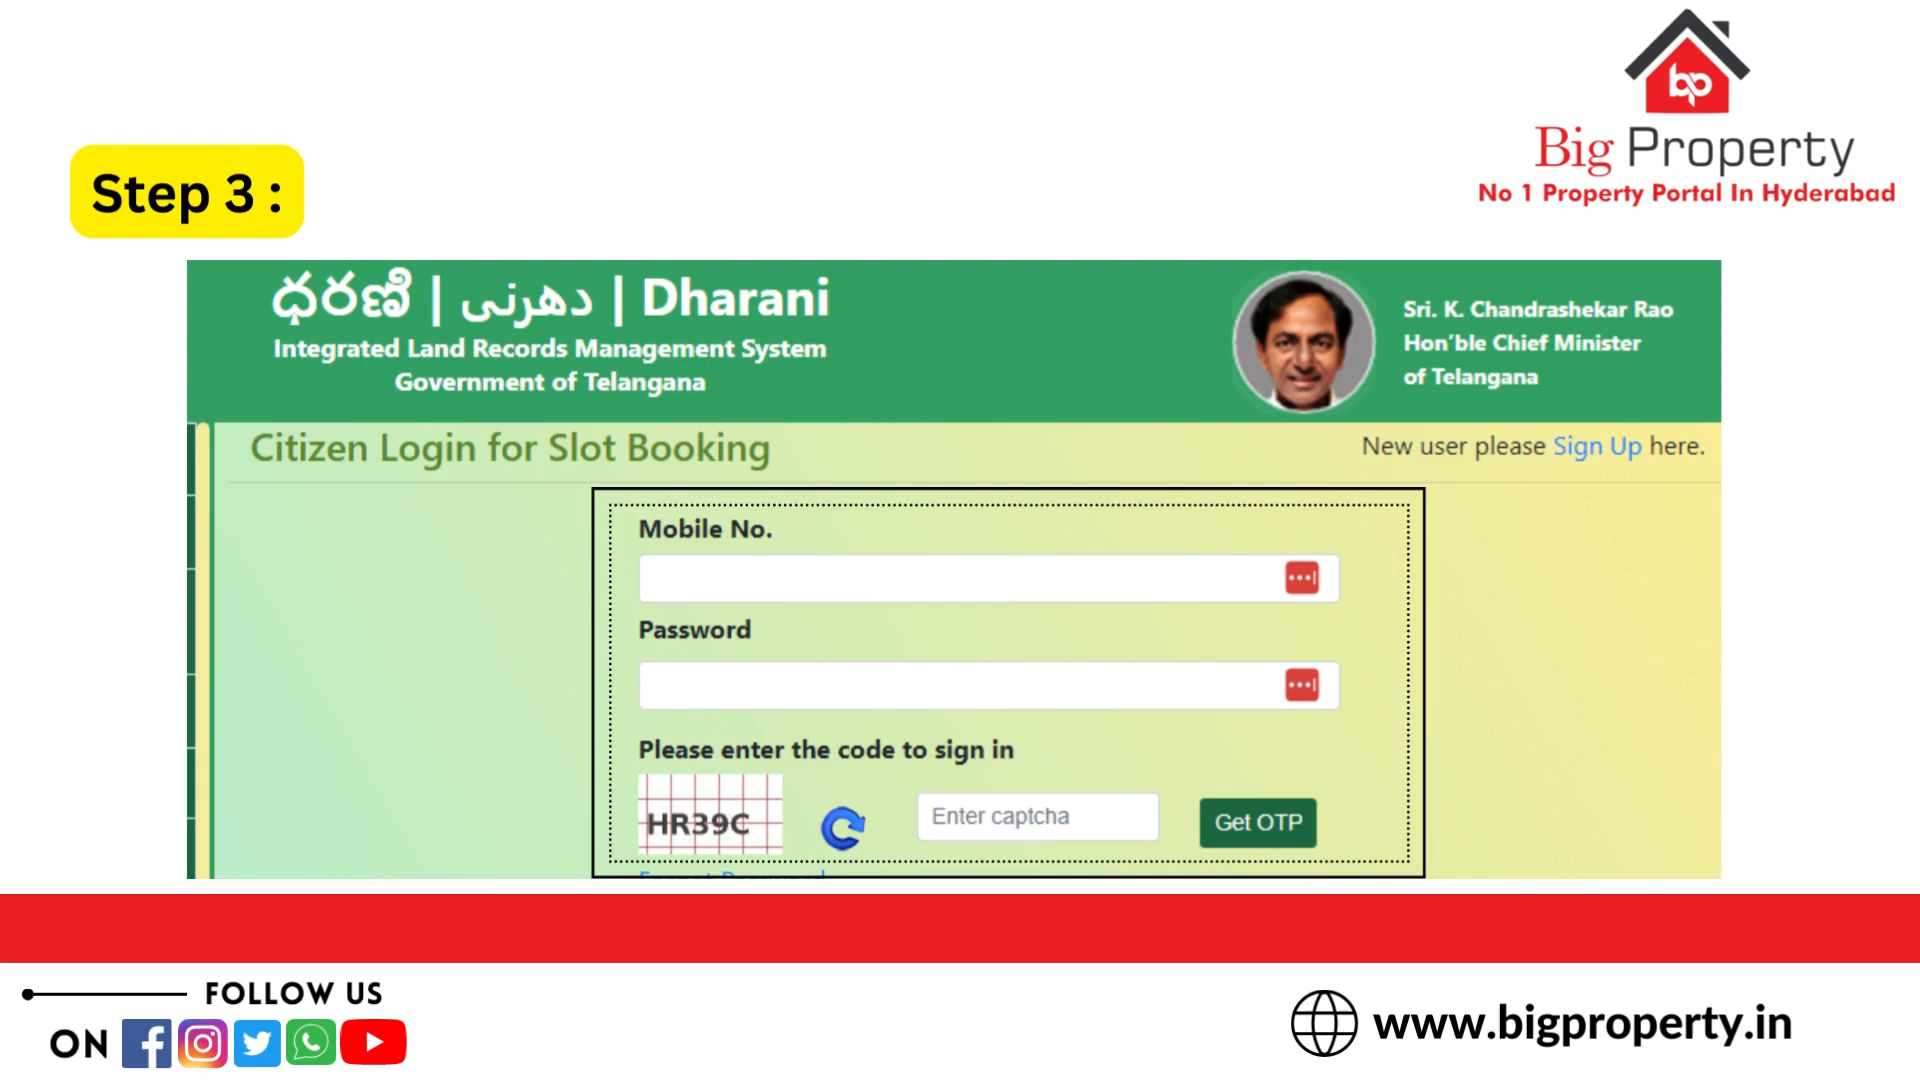 bp
Big Property
No 1 Property Portal In Hyderabad
Step 3 :
ధరణి | دھرنی | Dharani
Integrated Land Records Management System
Government of Telangana
Sri. K. Chandrashekar Rao
Hon'ble Chief Minister
of Telangana
Citizen Login for Slot Booking
New user please Sign Up here.
Mobile No.
Password
Please enter the code to sign in
HR39C
Enter captcha
Get OTP
FOLLOW US
ON
www.bigproperty.in